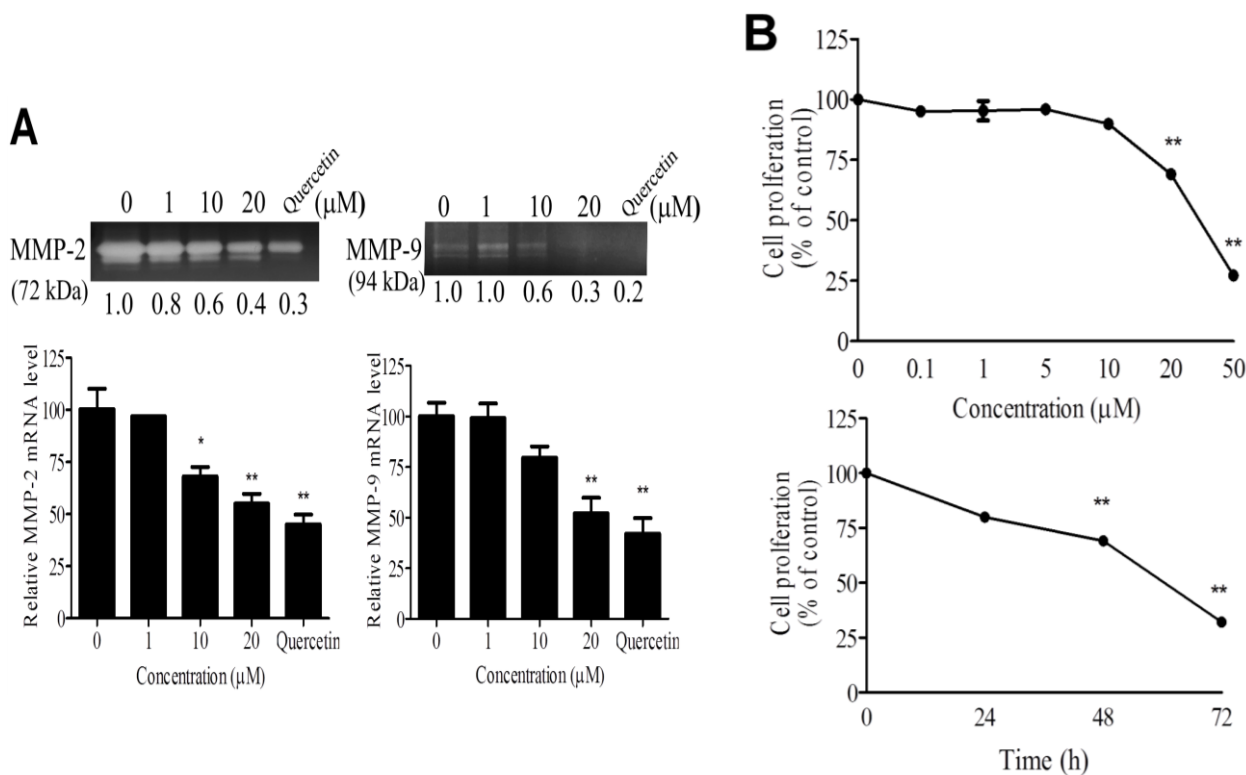 A
0 1 10 20 Quercetin (μM)
MMP-2
(72 kDa)
1.0 0.8 0.6 0.4 0.3
0 1 10 20 Quercetin (μM)
MMP-9
(94 kDa)
1.0 1.0 0.6 0.3 0.2
Relative MMP-2 mRNA level
125
100
75
50
25
0
* ** **
0 1 10 20 Quercetin
Concentration (μM)
Relative MMP-9 mRNA level
125
100
75
50
25
0
** **
0 1 10 20 Quercetin
Concentration (μM)
B
Cell proliferation
(% of control)
125
100
75
50
25
0
**
**
0 0.1 1 5 10 20 50
Concentration (μM)
Cell prolferation
(% of control)
125
100
75
50
25
0
**
**
0 24 48 72
Time (h)